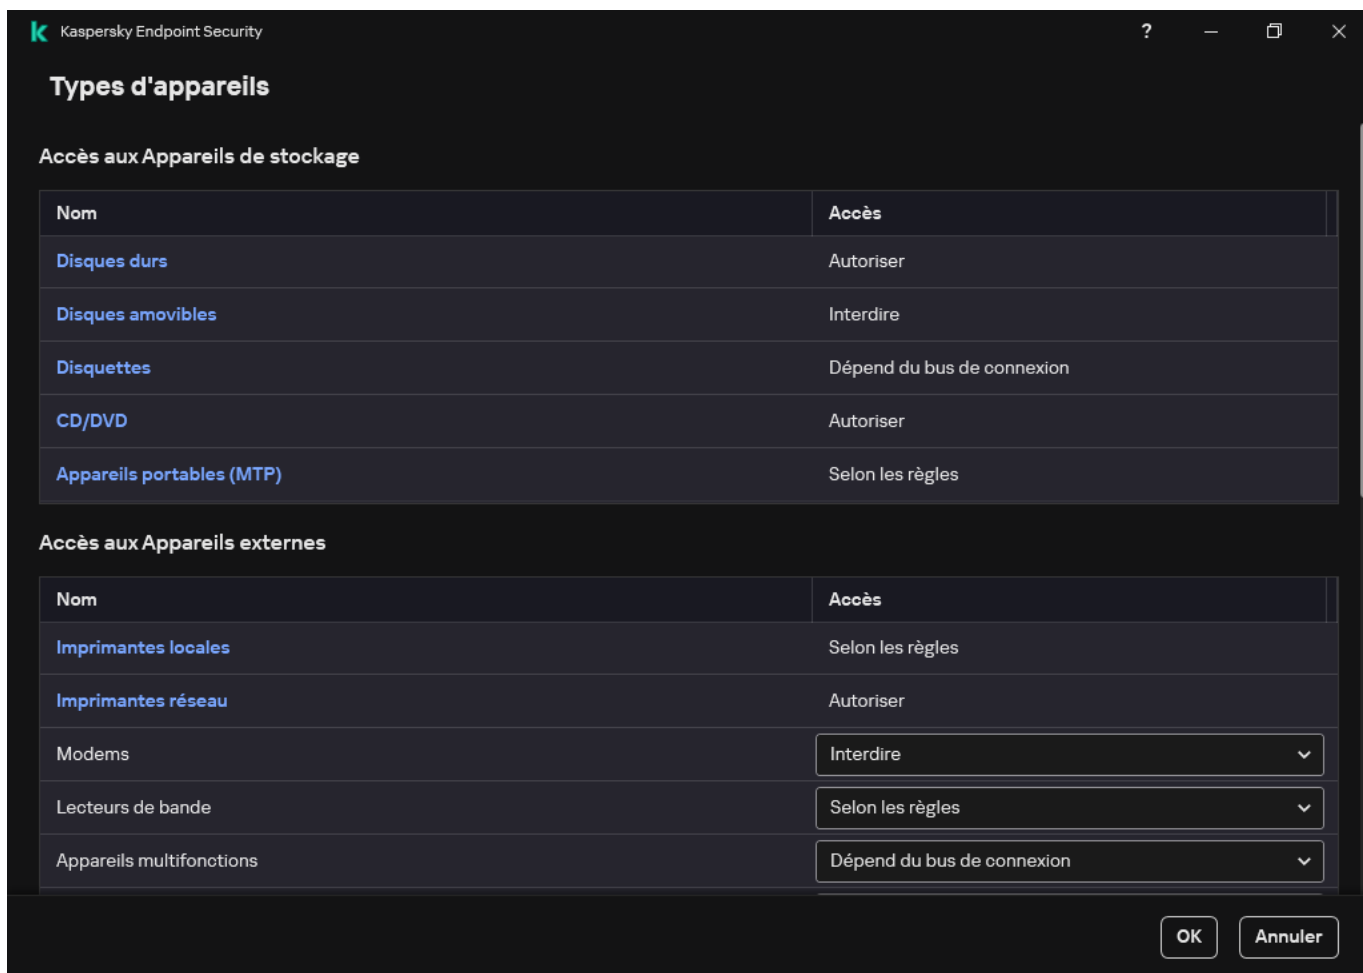 Kaspersky Endpoint Security ?
Types d'appareils
Accès aux Appareils de stockage
Nom Accès
Disques durs Autoriser
Disques amovibles Interdire
Disquettes Dépend du bus de connexion
CD/DVD Autoriser
Appareils portables (MTP) Selon les règles
Accès aux Appareils externes
Nom Accès
Imprimantes locales Selon les règles
Imprimantes réseau Autoriser
Modems Interdire
Lecteurs de bande Selon les règles
Appareils multifonctions Dépend du bus de connexion
OK Annuler